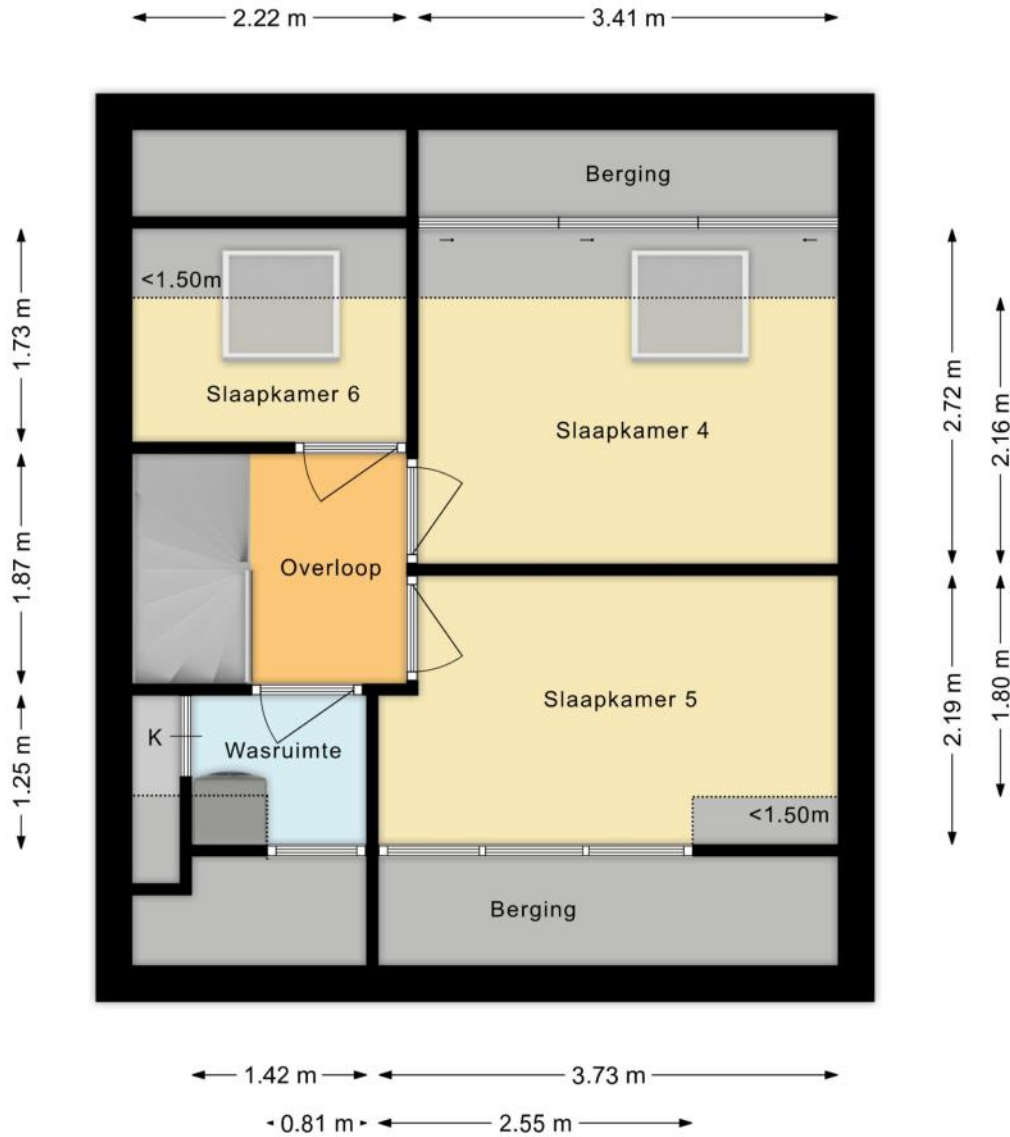 2.22 m
3.41 m
Berging
<1.50m
1.73 m
Slaapkamer 6
Slaapkamer 4
2.72 m
2.16 m
1.87 m
Overloop
Slaapkamer 5
2.19 m
1.80 m
K
Wasruimte
1.25 m
<1.50m
Berging
1.42 m
3.73 m
0.81 m
2.55 m